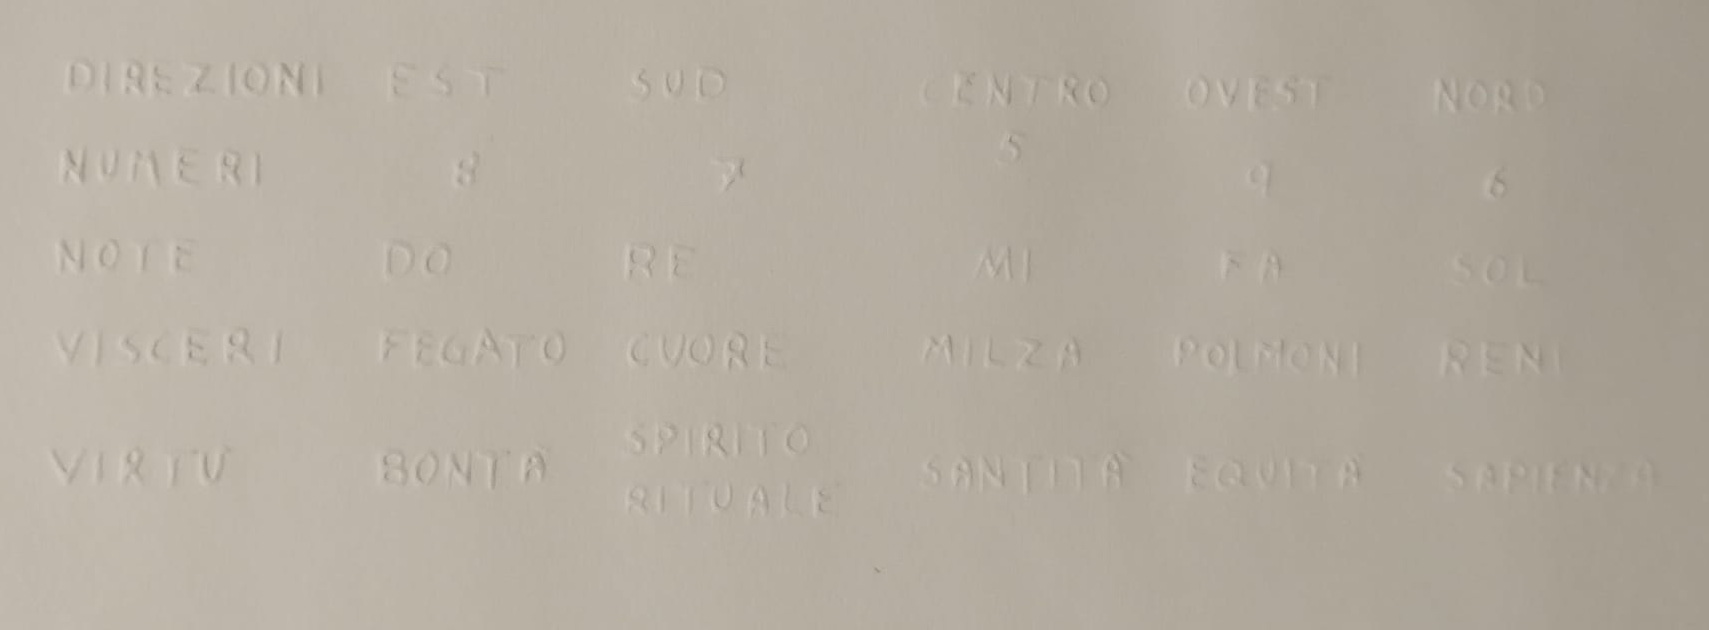 DIREZIONI EST SUD CENTRO OVEST NORD
NUMERI 8 7 5 9 6
NOTE DO RE MI FA SOL
VISCERI FEGATO CUORE MILZA POLMONI RENI
VIRTÙ BONTÀ SPIRITO RITUALE SANTITÀ EQUITÀ SAPIENZA